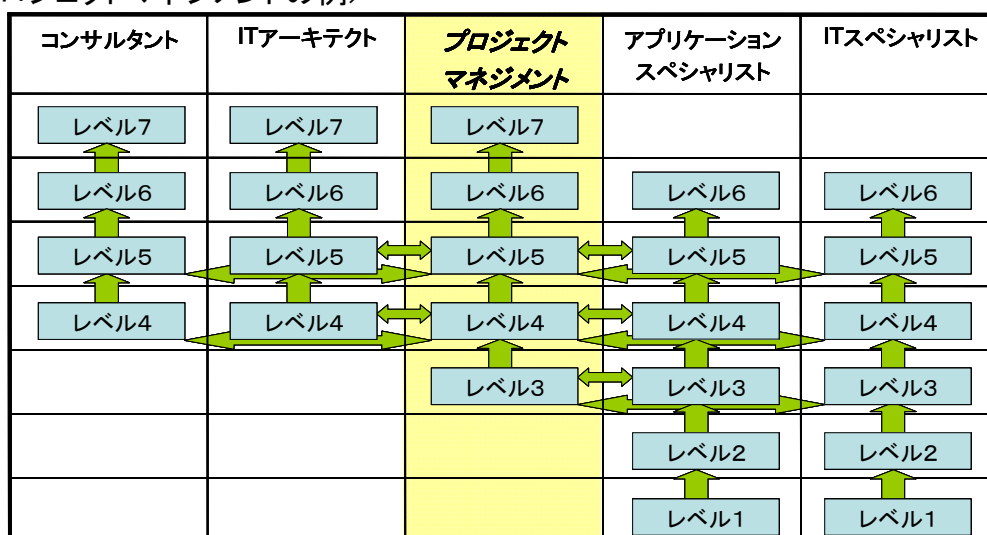 コンサルタント
ITアーキテクト
プロジェクト
マネジメント
アプリケーション
スペシャリスト
ITスペシャリスト
レベル7 レベル7 レベル7
レベル6 レベル6 レベル6 レベル6 レベル6
レベル5 レベル5 レベル5 レベル5 レベル5
レベル4 レベル4 レベル4 レベル4 レベル4
レベル3 レベル3 レベル3
レベル2 レベル2
レベル1 レベル1